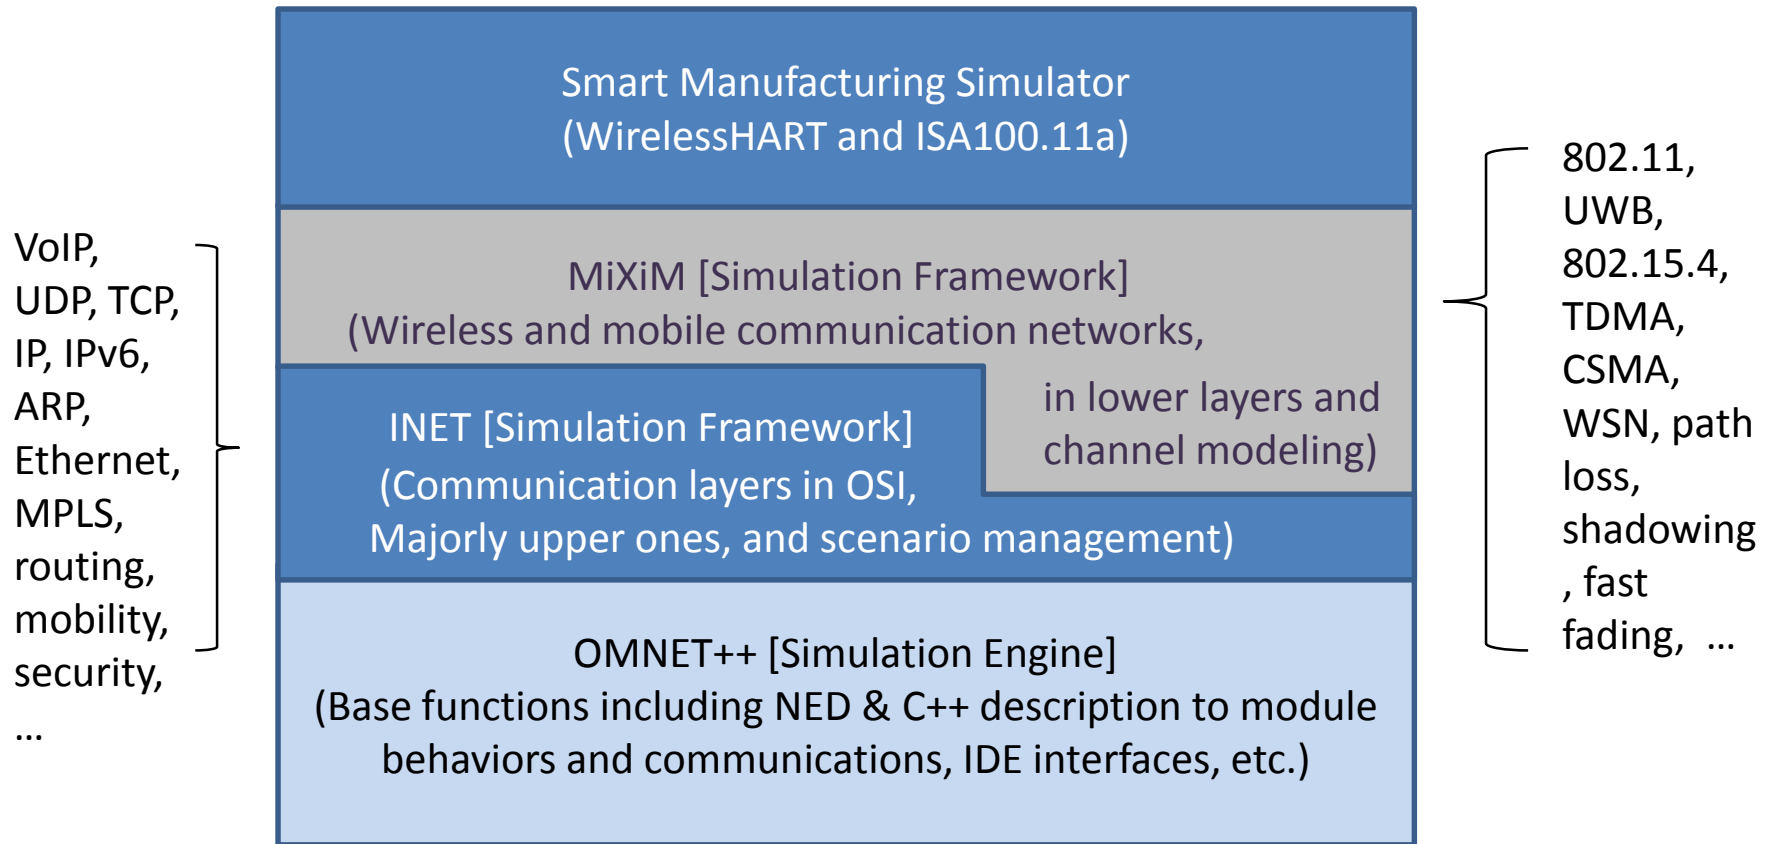 Smart Manufacturing Simulator
(WirelessHART and ISA100.11a)
MiXiM [Simulation Framework]
(Wireless and mobile communication networks,
in lower layers and
channel modeling)
INET [Simulation Framework]
(Communication layers in OSI,
Majorly upper ones, and scenario management)
OMNET++ [Simulation Engine]
(Base functions including NED & C++ description to module
behaviors and communications, IDE interfaces, etc.)
VoIP,
UDP, TCP,
IP, IPv6,
ARP,
Ethernet,
MPLS,
routing,
mobility,
security,
...
802.11,
UWB,
802.15.4,
TDMA,
CSMA,
WSN, path
loss,
shadowing
, fast
fading, ...